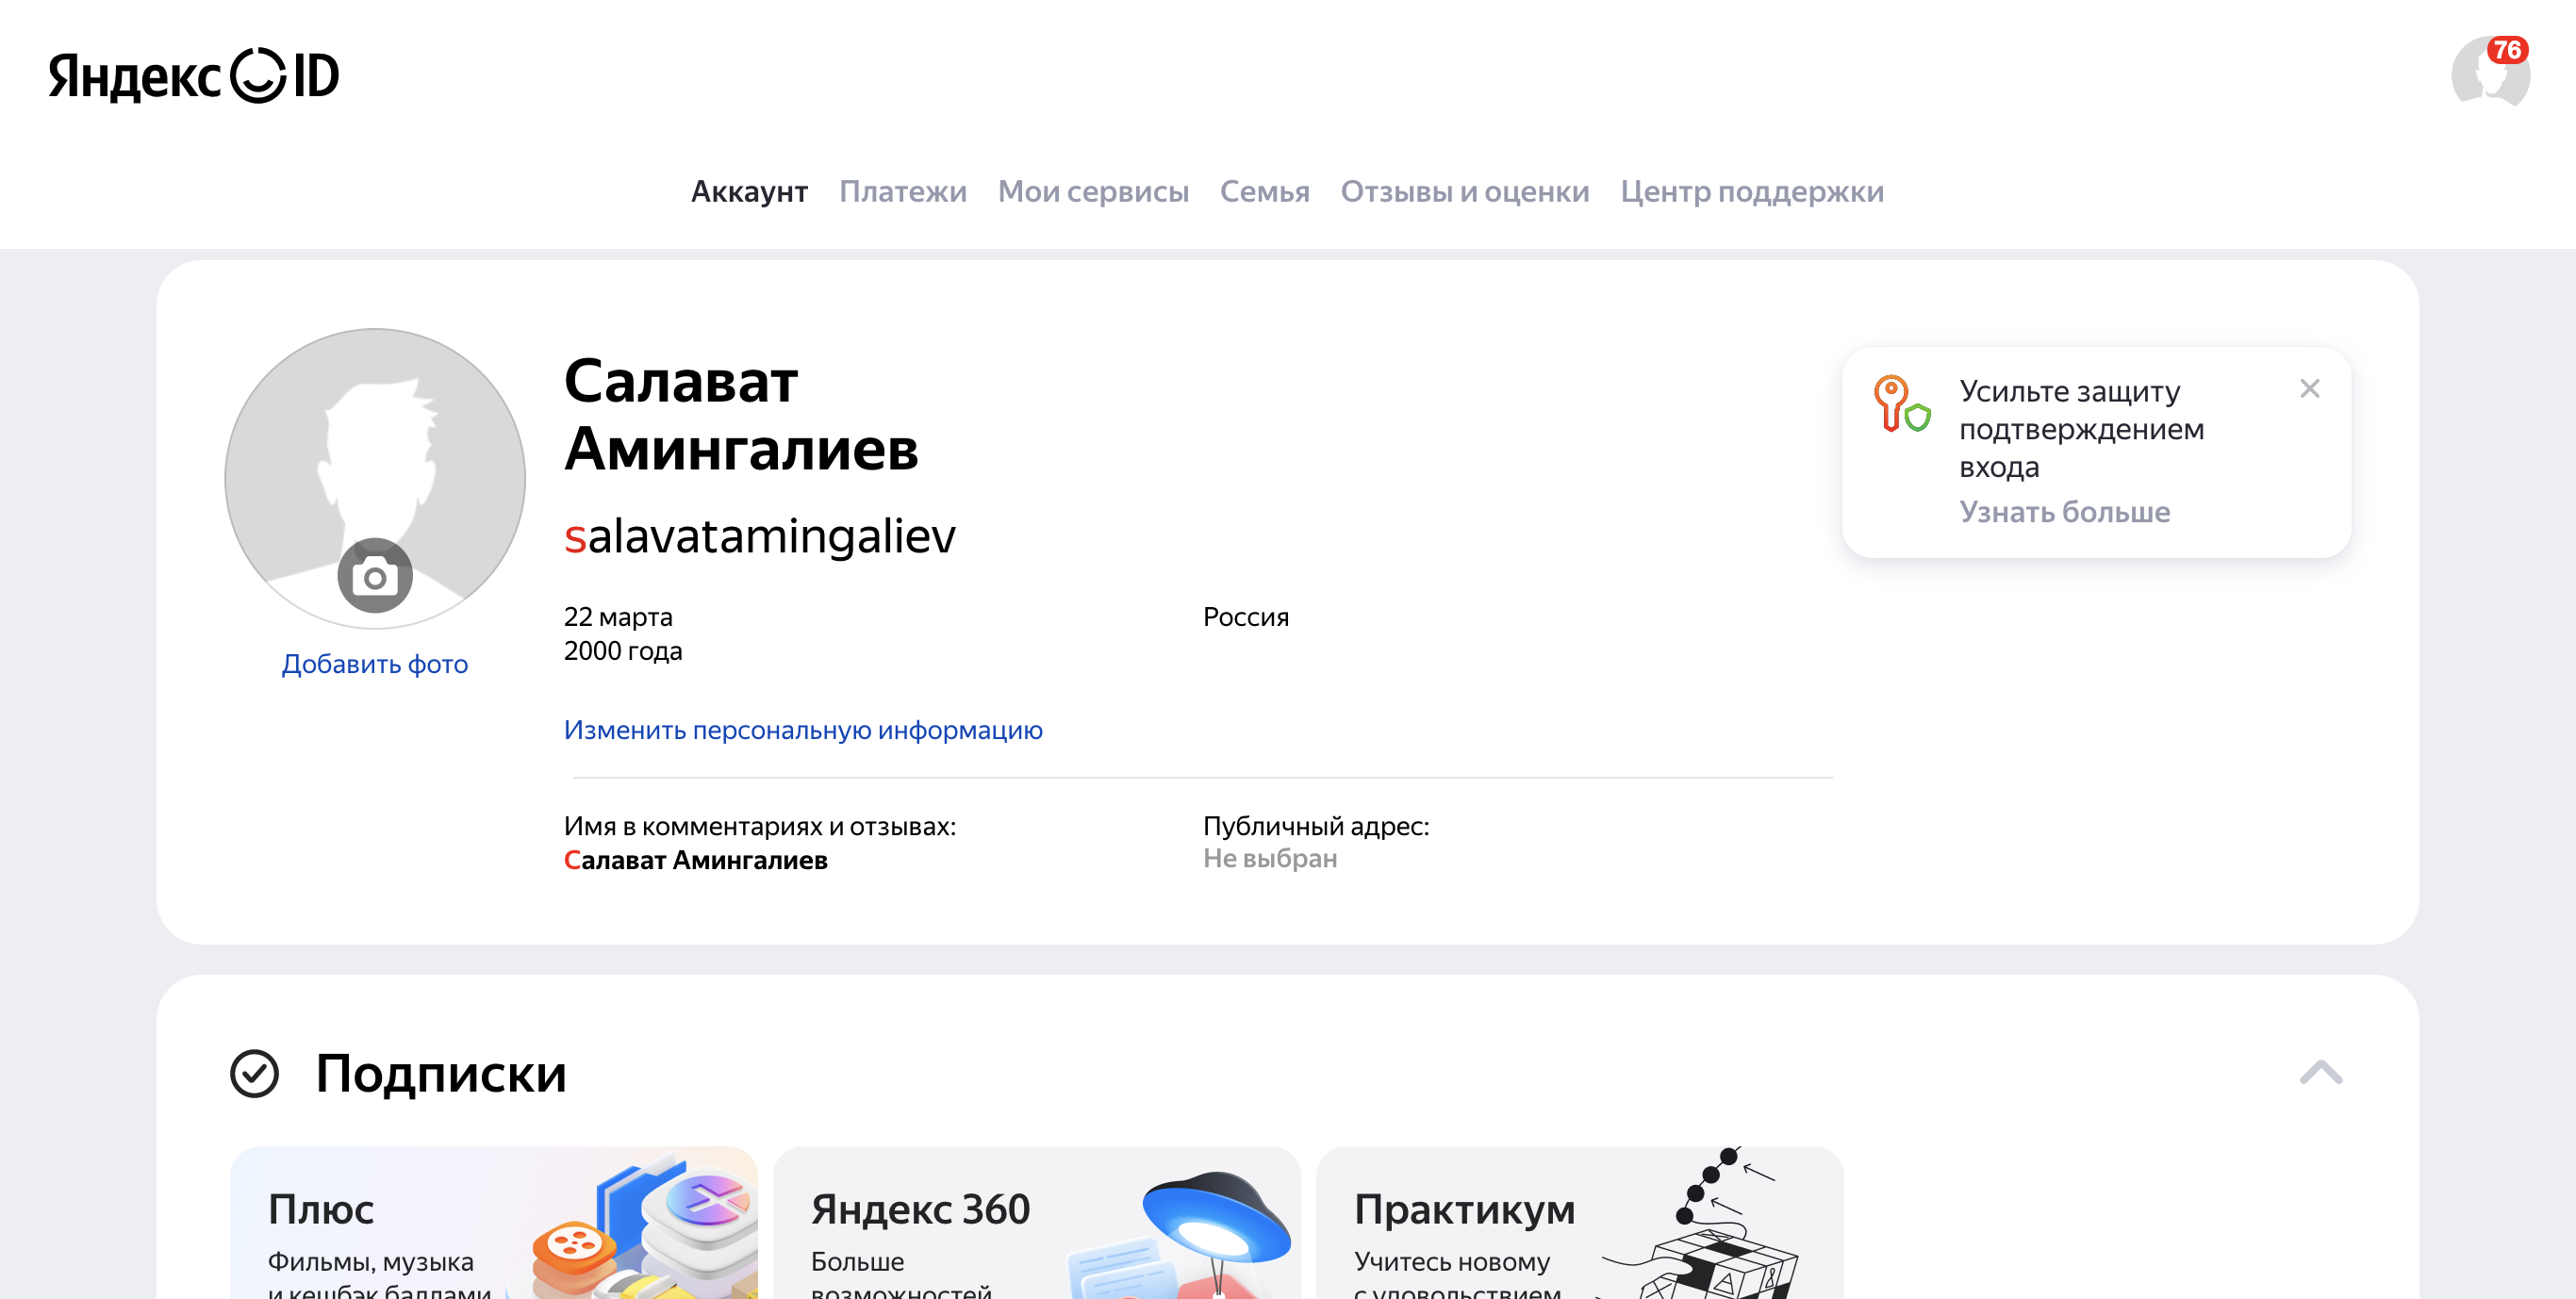 Яндекс ID
76
Аккаунт Платежи Мои сервисы Семья Отзывы и оценки Центр поддержки
Салават
Амингалиев
salavatamingaliev
22 марта
2000 года
Россия
Добавить фото
Изменить персональную информацию
Имя в комментариях и отзывах:
Салават Амингалиев
Публичный адрес:
Не выбран
Усильте защиту
подтверждением
входа
Узнать больше
Подписки
Плюс
Фильмы, музыка
и кешбэк баллами
Яндекс 360
Больше
возможностей
Практикум
Учитесь новому
с удовольствием